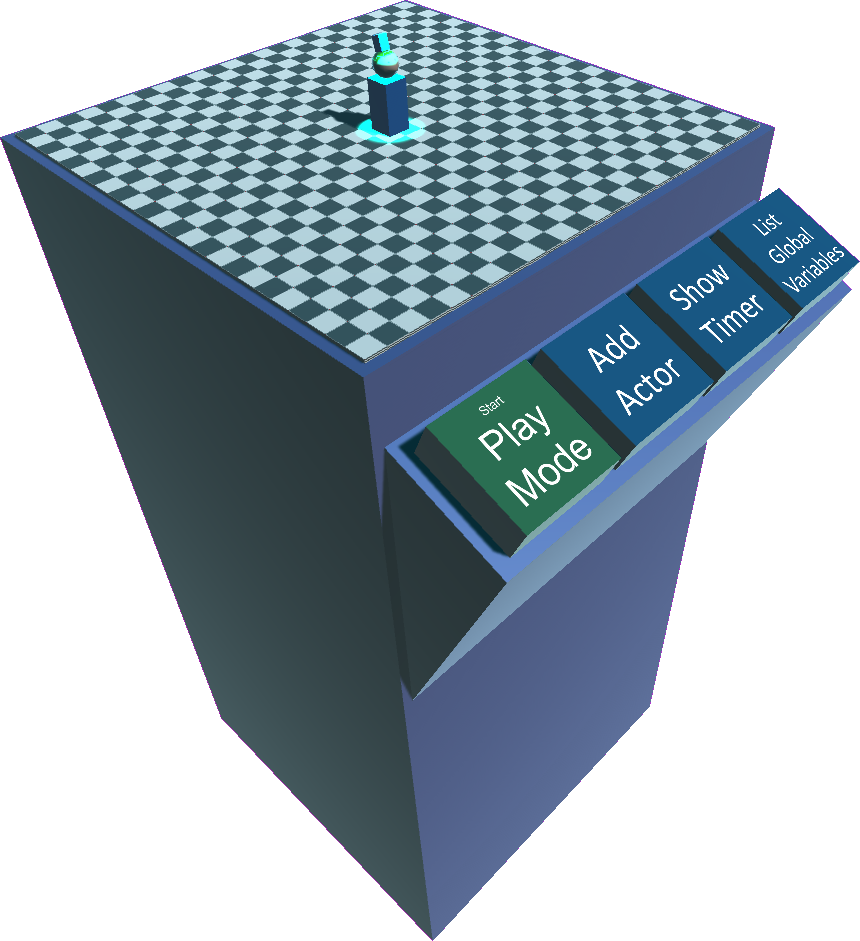 Start
Play
Mode
Add
Actor
Show
Timer
List
Global
Variables